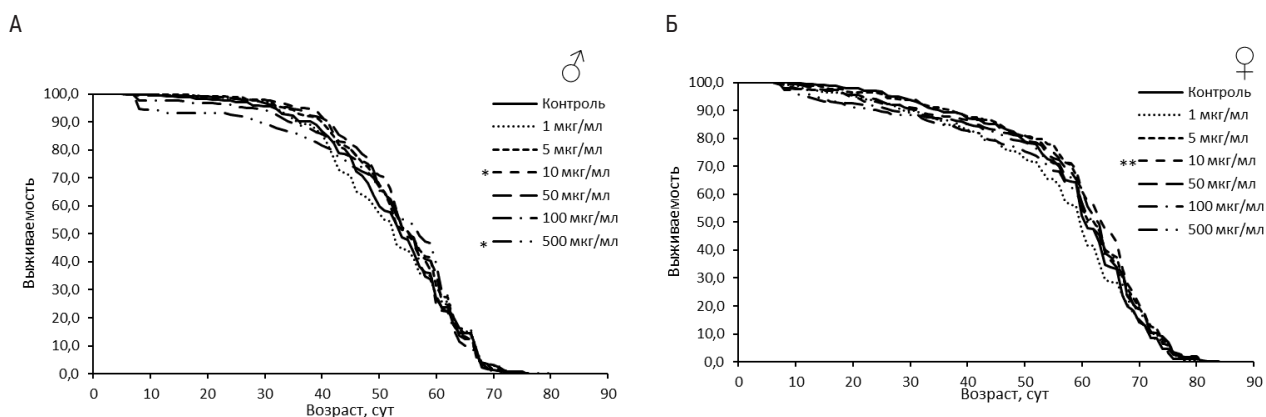 А
♂
100,0
90,0
80,0
70,0
60,0
50,0
40,0
30,0
20,0
10,0
0,0
Выживаемость
0 10 20 30 40 50 60 70 80 90
Возраст, сут
Контроль
1 мкг/мл
5 мкг/мл
* 10 мкг/мл
50 мкг/мл
100 мкг/мл
* 500 мкг/мл
Б
♀
100,0
90,0
80,0
70,0
60,0
50,0
40,0
30,0
20,0
10,0
0,0
Выживаемость
0 10 20 30 40 50 60 70 80 90
Возраст, сут
Контроль
1 мкг/мл
5 мкг/мл
** 10 мкг/мл
50 мкг/мл
100 мкг/мл
500 мкг/мл